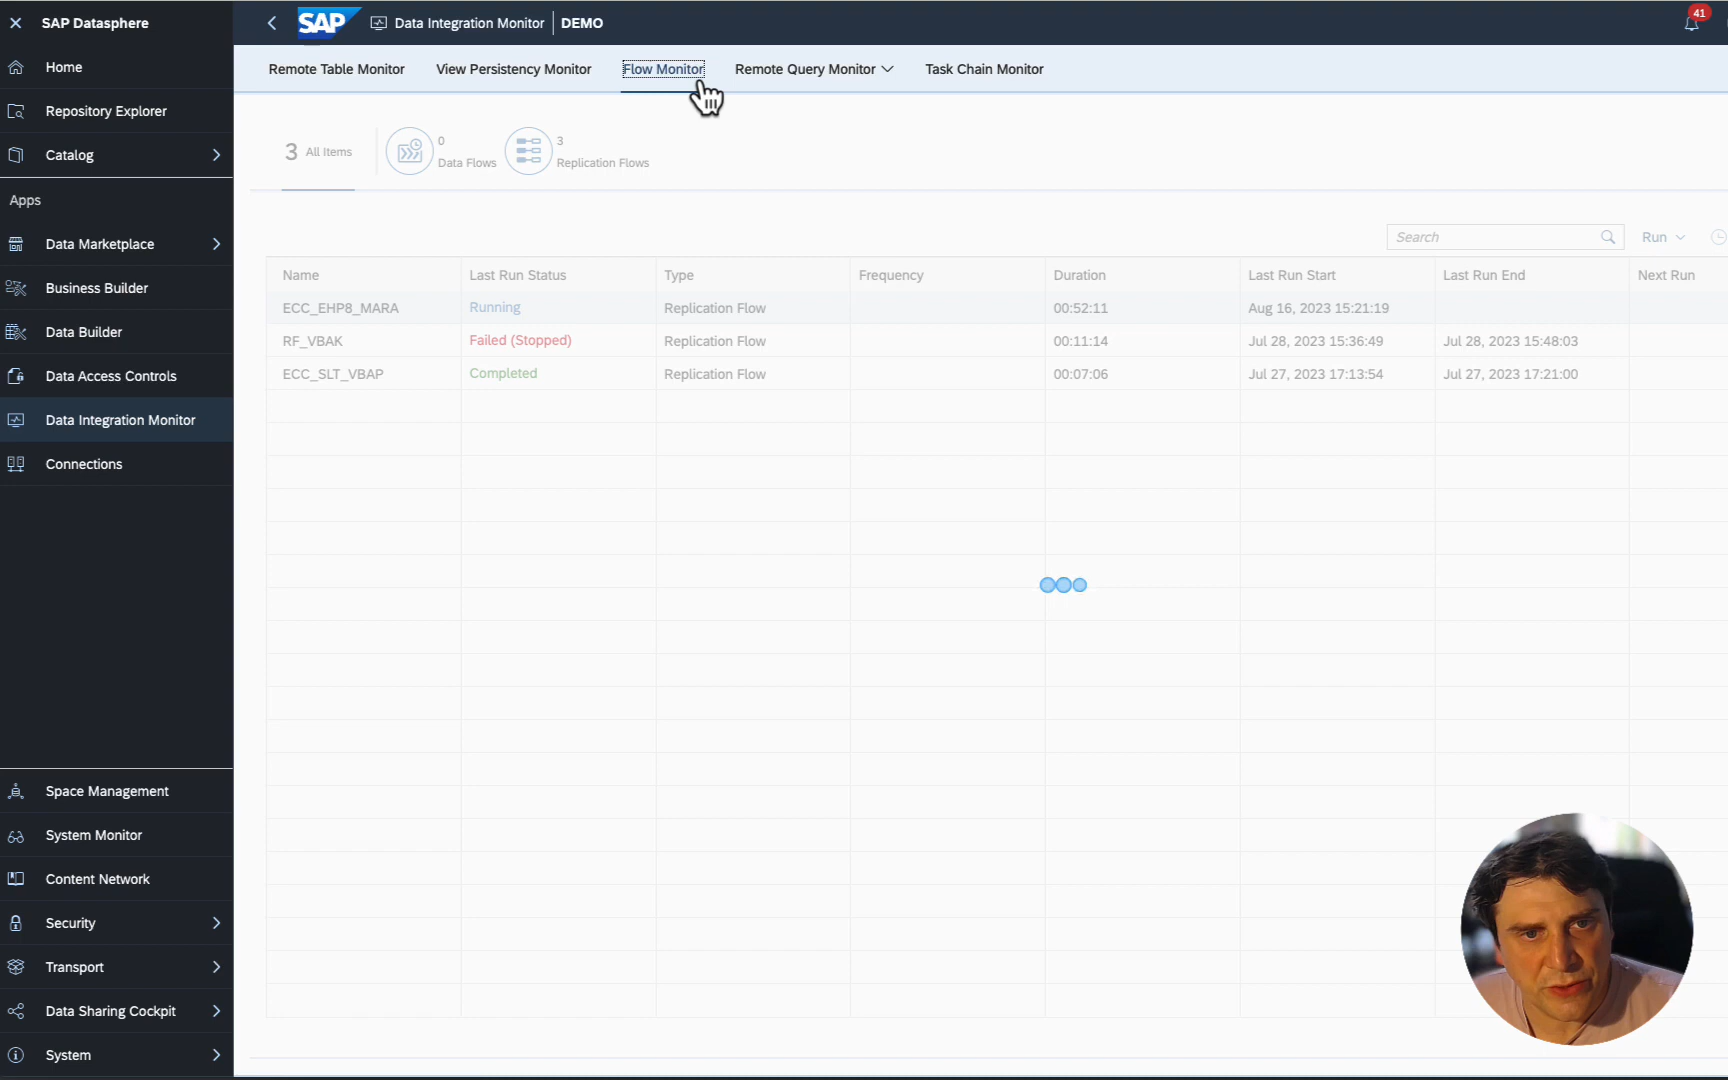 SAP Datasphere
Home
Repository Explorer
Catalog
Apps
Data Marketplace
Business Builder
Data Builder
Data Access Controls
Data Integration Monitor
Connections
Space Management
System Monitor
Content Network
Security
Transport
Data Sharing Cockpit
System
SAP Data Integration Monitor DEMO
41
Remote Table Monitor View Persistency Monitor Flow Monitor Remote Query Monitor Task Chain Monitor
3 All Items
0
Data Flows
3
Replication Flows
Search Run
Name Last Run Status Type Frequency Duration Last Run Start Last Run End Next Run
ECC_EHP8_MARA Running Replication Flow 00:52:11 Aug 16, 2023 15:21:19
RF_VBAK Failed (Stopped) Replication Flow 00:11:14 Jul 28, 2023 15:36:49 Jul 28, 2023 15:48:03
ECC_SLT_VBAP Completed Replication Flow 00:07:06 Jul 27, 2023 17:13:54 Jul 27, 2023 17:21:00